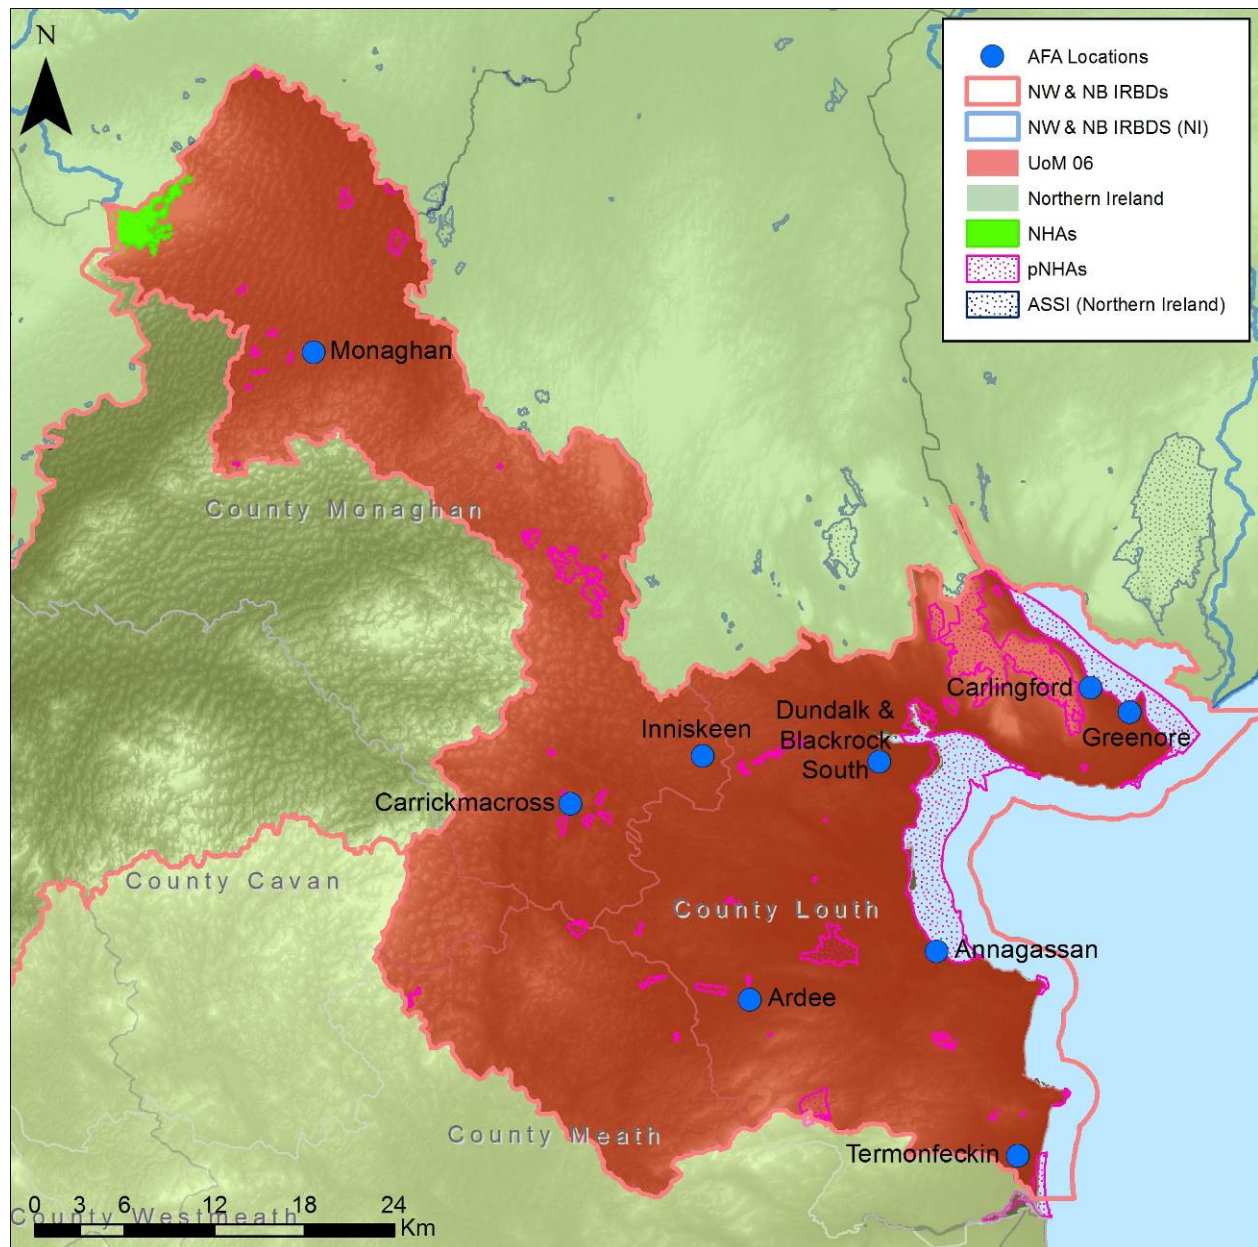 N
AFA Locations
NW & NB IRBDs
NW & NB IRBDS (NI)
UoM 06
Northern Ireland
NHAs
pNHAs
ASSI (Northern Ireland)
Monaghan
County Monaghan
Carlingford
Greenore
Inniskeen
Dundalk &
Blackrock
South
Carrickmacross
County Cavan
County Louth
Annagassan
Ardee
County Meath
Termonfeckin
0 3 6 12 18 24
Km
County Westmeath